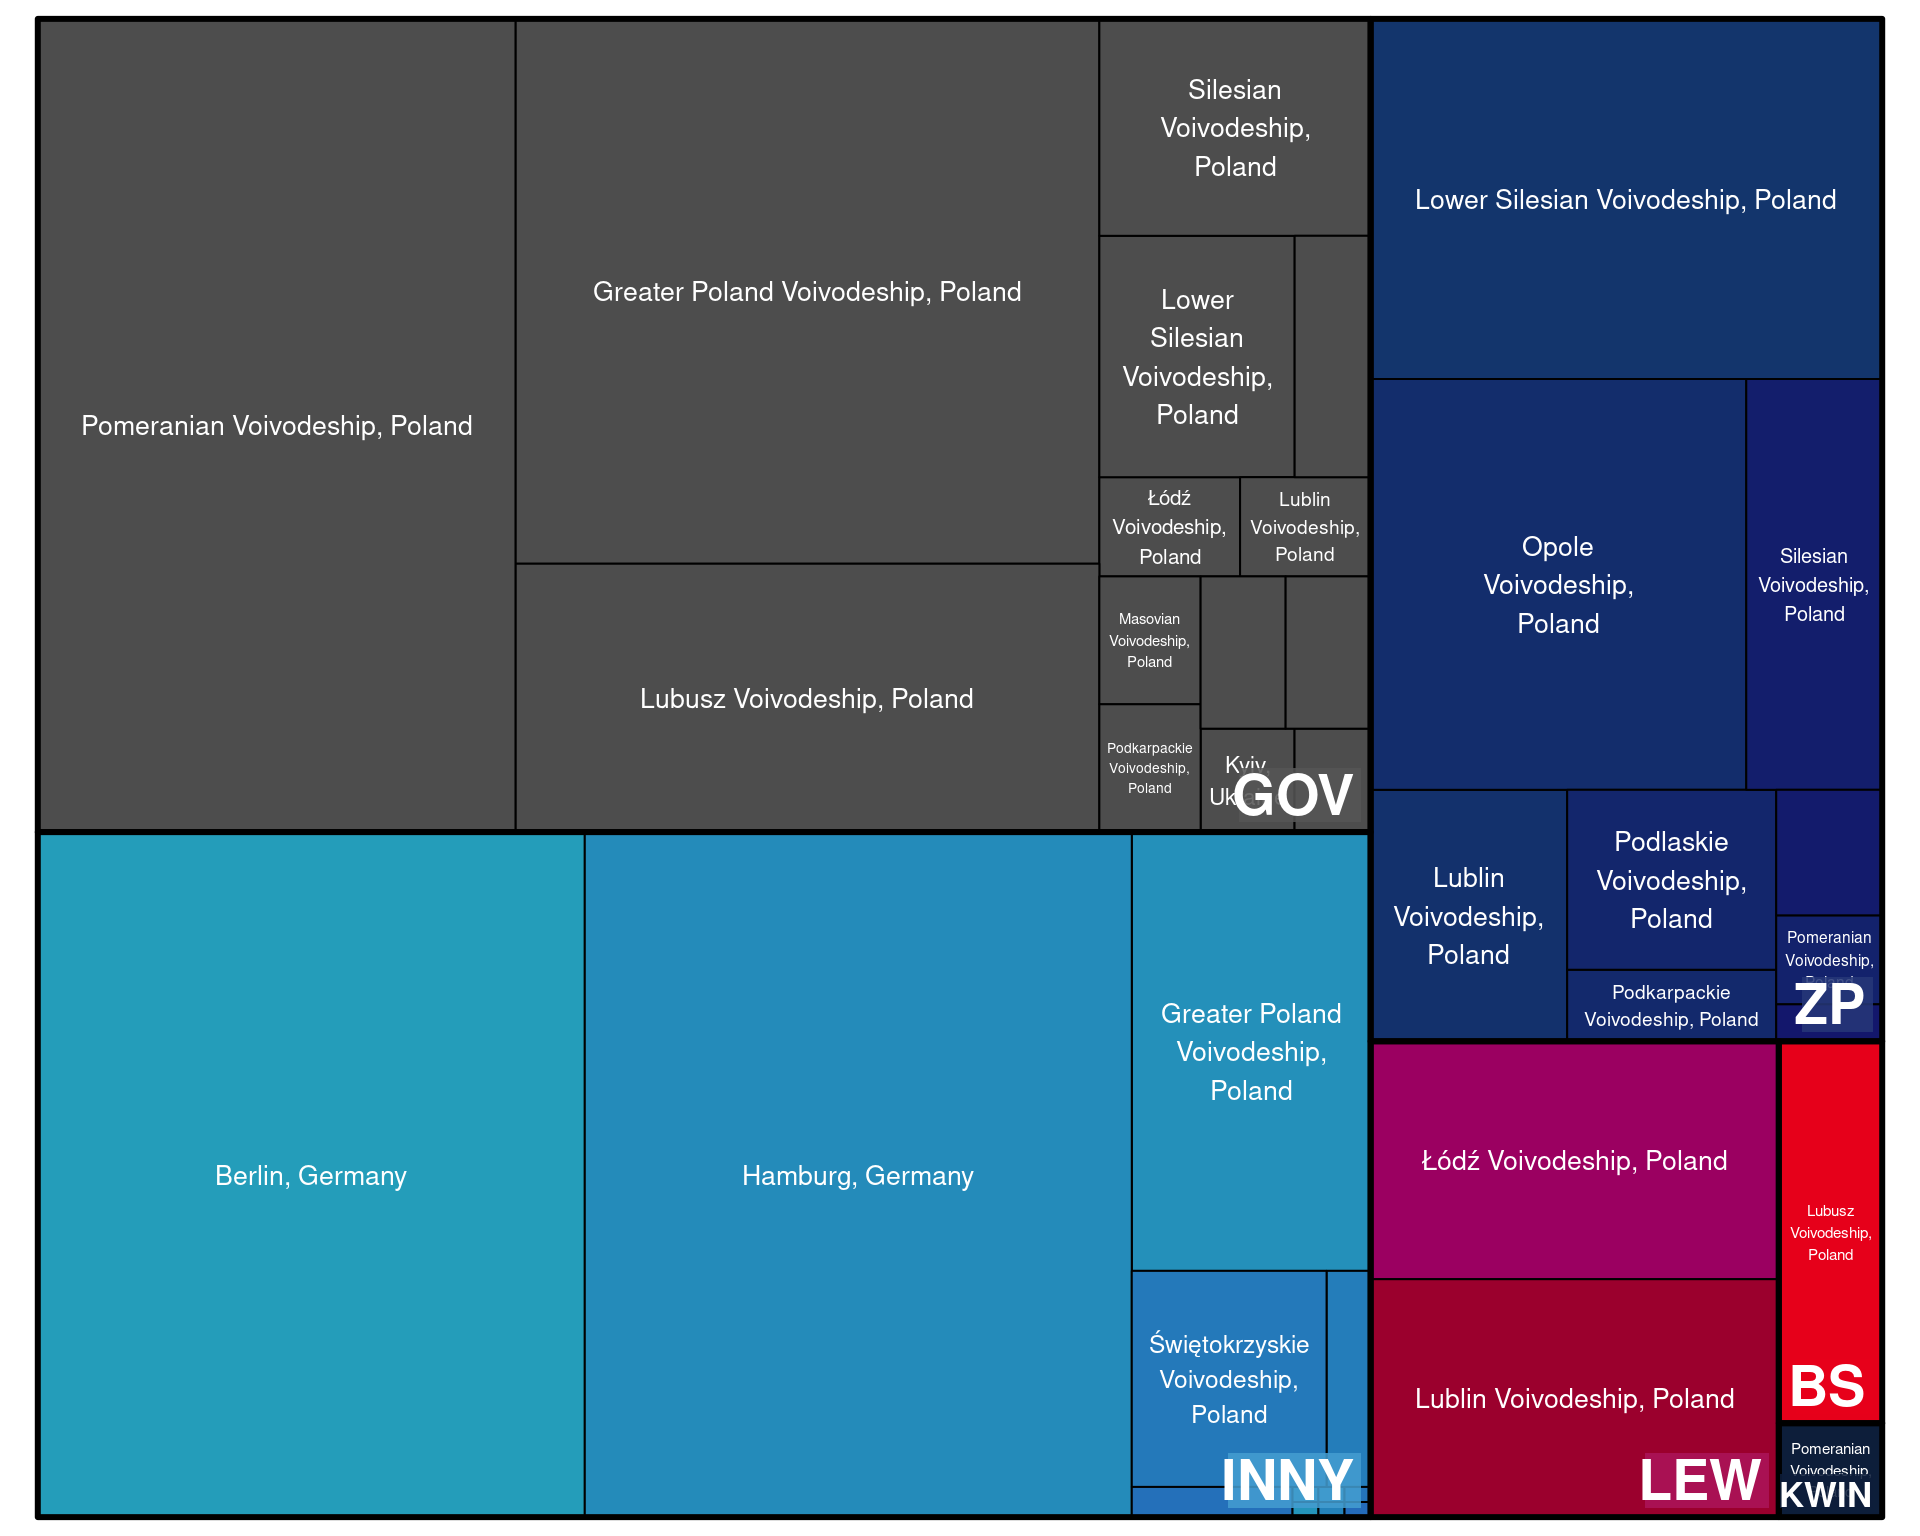 Pomeranian Voivodeship, Poland
Greater Poland Voivodeship, Poland
Lubusz Voivodeship, Poland
Silesian
Voivodeship,
Poland
Lower
Silesian
Voivodeship,
Poland
Łódź
Voivodeship,
Poland
Lublin
Voivodeship,
Poland
Masovian
Voivodeship,
Poland
Podkarpackie
Voivodeship,
Poland
Kyiv,
GOV
Berlin, Germany
Hamburg, Germany
Greater Poland
Voivodeship,
Poland
Świętokrzyskie
Voivodeship,
Poland
INNY
Lower Silesian Voivodeship, Poland
Opole
Voivodeship,
Poland
Silesian
Voivodeship,
Poland
Lublin
Voivodeship,
Poland
Podlaskie
Voivodeship,
Poland
Podkarpackie
Voivodeship, Poland
Pomeranian
Voivodeship,
Poland
ZP
Łódź Voivodeship, Poland
Lublin Voivodeship, Poland
LEW
Lubusz
Voivodeship,
Poland
BS
Pomeranian
Voivodeship,
KWIN